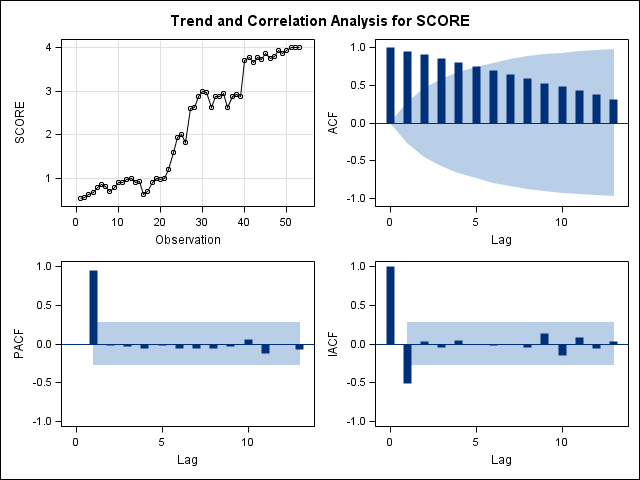 Trend and Correlation Analysis for SCORE
SCORE
4
3
2
1
0 10 20 30 40 50
Observation
ACF
1.0
0.5
0.0
-0.5
-1.0
0 5 10
Lag
PACF
1.0
0.5
0.0
-0.5
-1.0
0 5 10
Lag
IACF
1.0
0.5
0.0
-0.5
-1.0
0 5 10
Lag